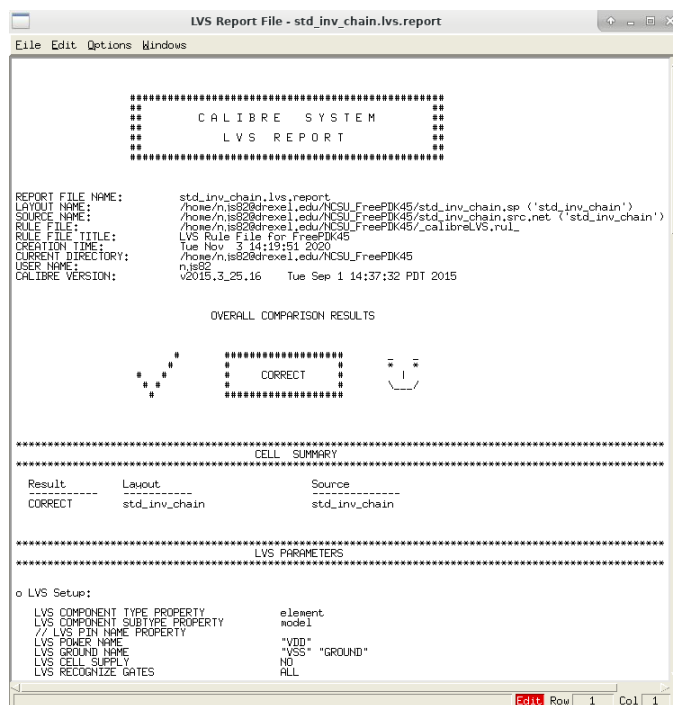 LVS Report File - std_inv_chain.lvs.report
File Edit Options Windows
##################################################
## ##
## C A L I B R E S Y S T E M ##
## ##
## L V S R E P O R T ##
## ##
##################################################
REPORT FILE NAME: std_inv_chain.lvs.report
LAYOUT NAME: /home/njs82@drexel.edu/NCSU_FreePDK45/std_inv_chain.sp ('std_inv_chain')
SOURCE NAME: /home/njs82@drexel.edu/NCSU_FreePDK45/std_inv_chain.src.net ('std_inv_chain')
RULE FILE: /home/njs82@drexel.edu/NCSU_FreePDK45/_calibreLVS.rul_
RULE FILE TITLE: LVS Rule File for FreePDK45
CREATION TIME: Tue Nov 3 14:19:51 2020
CURRENT DIRECTORY: /home/njs82@drexel.edu/NCSU_FreePDK45
USER NAME: njs82
CALIBRE VERSION: v2015.3_25.16 Tue Sep 1 14:37:32 PDT 2015
OVERALL COMPARISON RESULTS
# ################### _ _
# # # * *
# # # CORRECT # |
# # # # \___/
# ###################
**************************************************************************************************************
CELL SUMMARY
**************************************************************************************************************
Result Layout Source
----------- ----------- --------------
CORRECT std_inv_chain std_inv_chain
**************************************************************************************************************
LVS PARAMETERS
**************************************************************************************************************
o LVS Setup:
LVS COMPONENT TYPE PROPERTY element
LVS COMPONENT SUBTYPE PROPERTY model
// LVS PIN NAME PROPERTY
LVS POWER NAME "VDD"
LVS GROUND NAME "VSS" "GROUND"
LVS CELL SUPPLY NO
LVS RECOGNIZE GATES ALL
Edit Row 1 Col 1